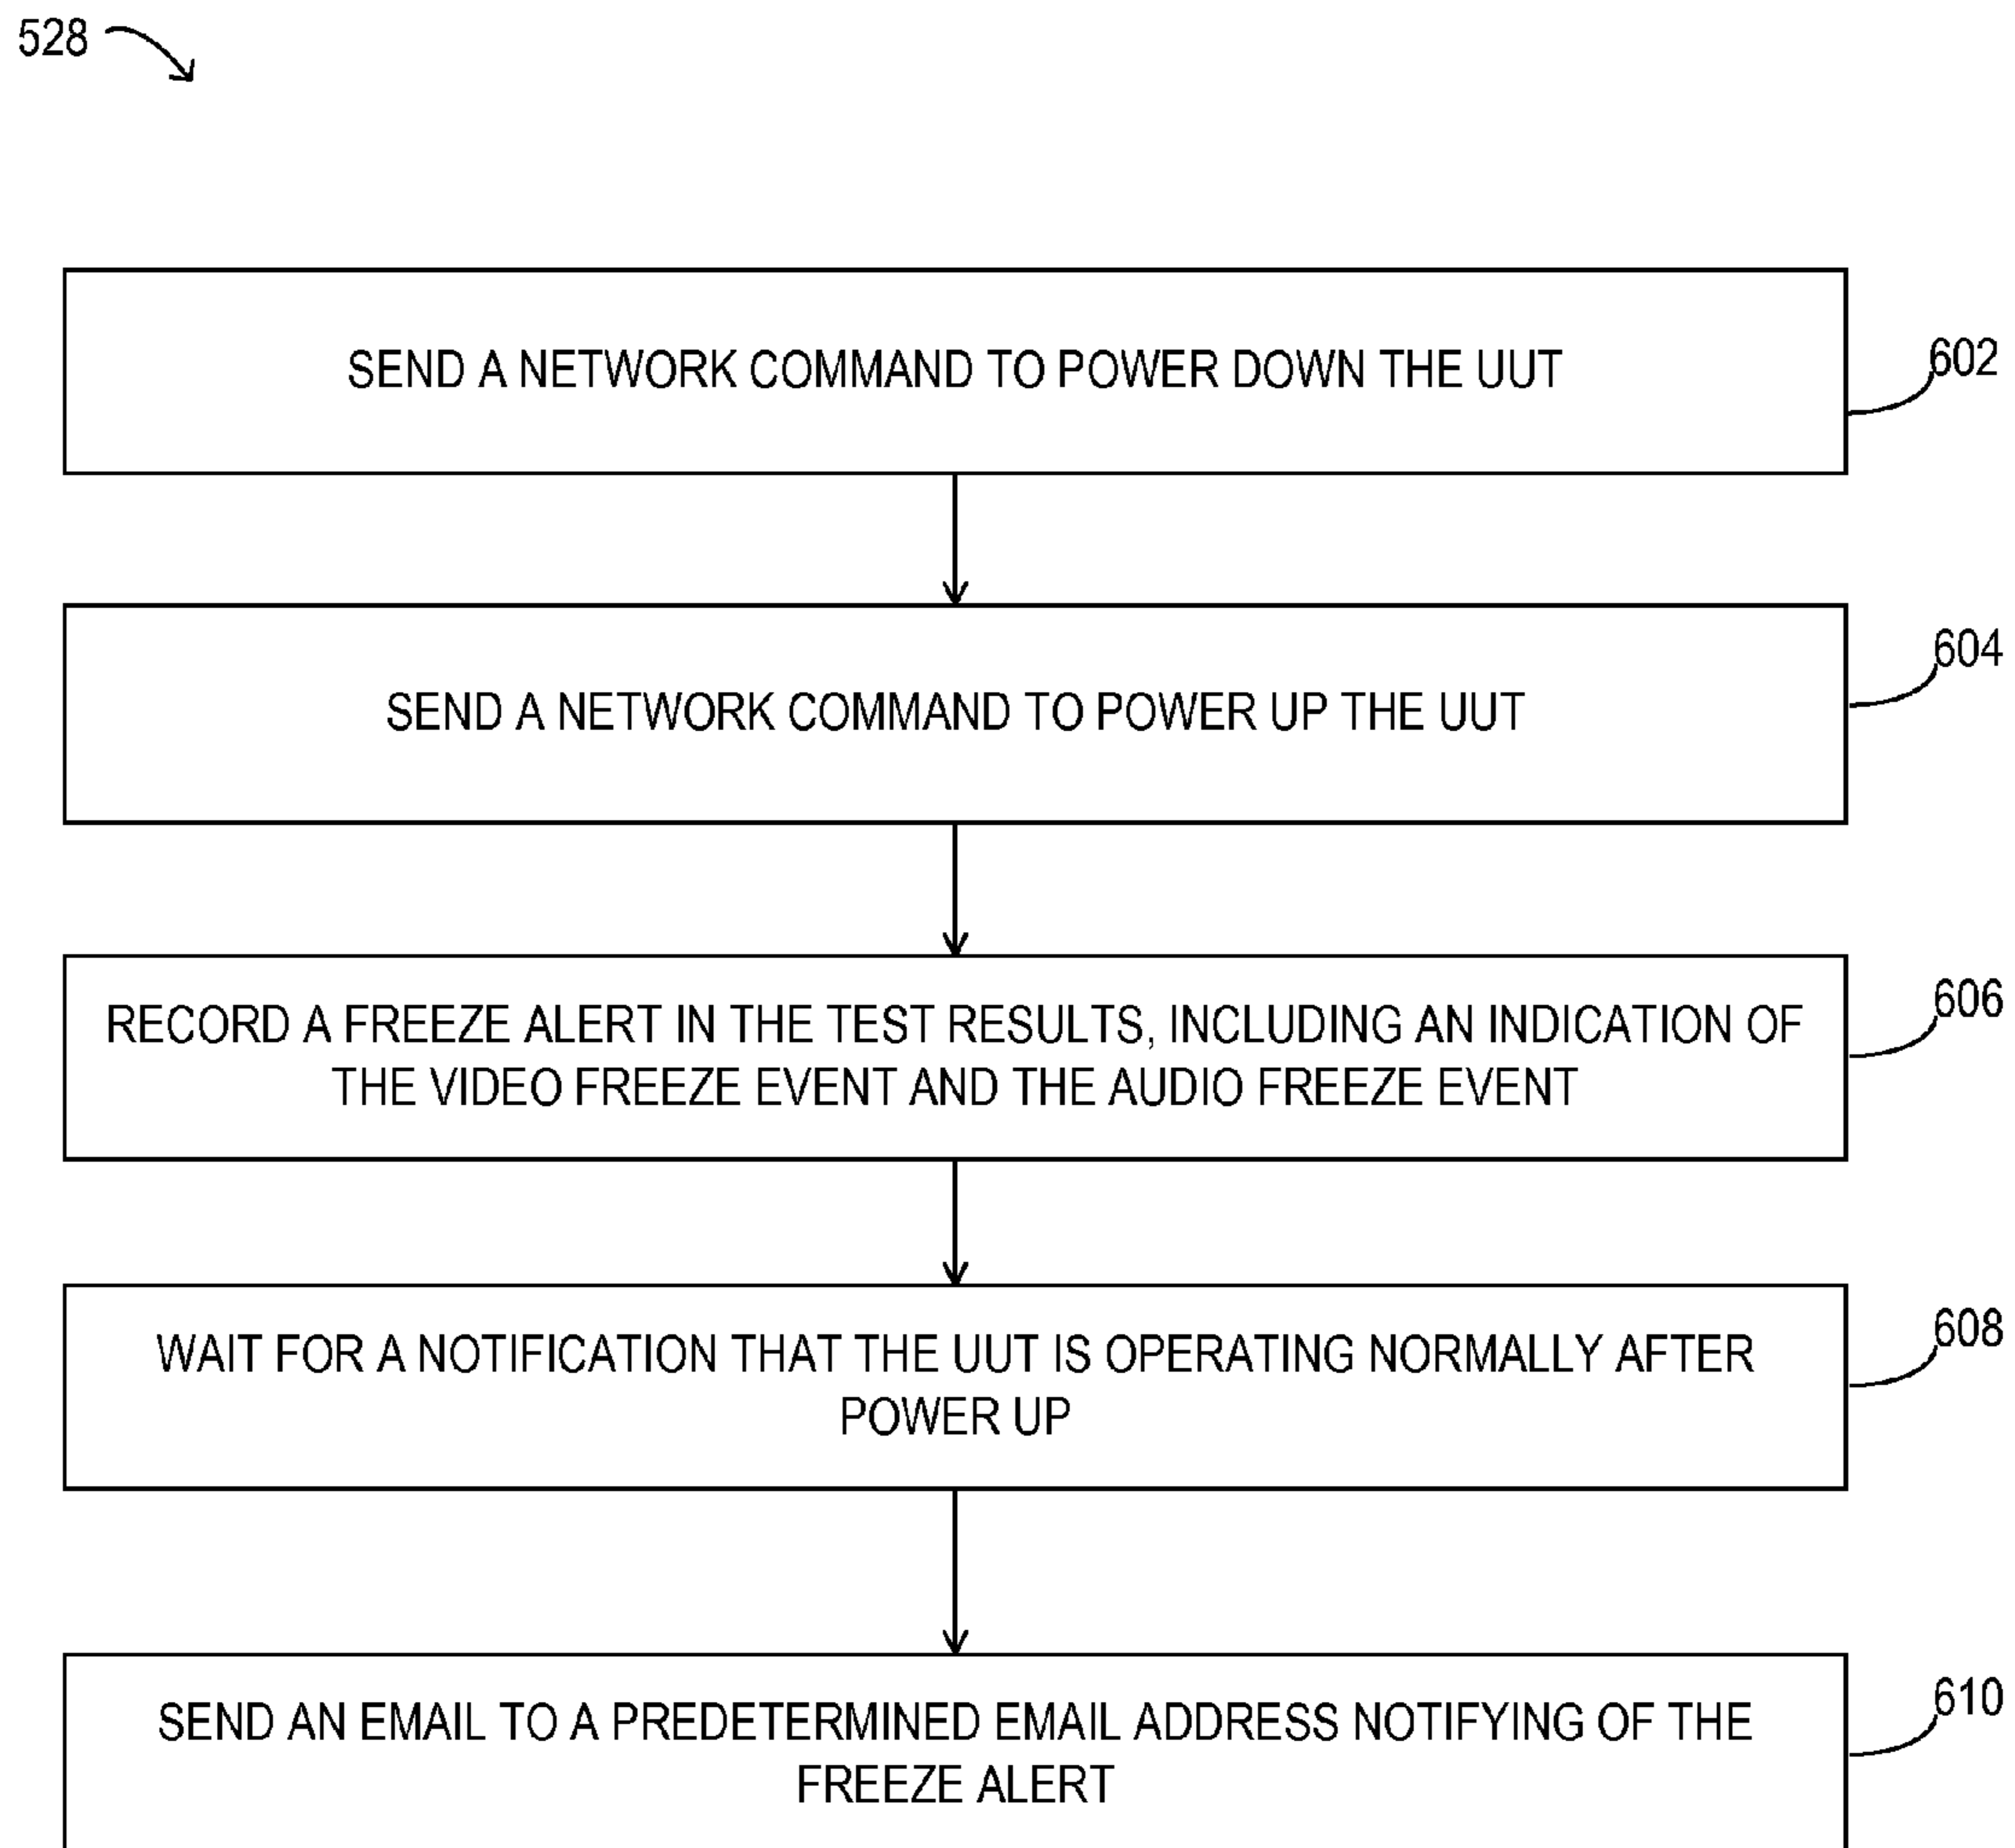 528
SEND A NETWORK COMMAND TO POWER DOWN THE UUT
602
SEND A NETWORK COMMAND TO POWER UP THE UUT
604
RECORD A FREEZE ALERT IN THE TEST RESULTS, INCLUDING AN INDICATION OF
THE VIDEO FREEZE EVENT AND THE AUDIO FREEZE EVENT
606
WAIT FOR A NOTIFICATION THAT THE UUT IS OPERATING NORMALLY AFTER
POWER UP
608
SEND AN EMAIL TO A PREDETERMINED EMAIL ADDRESS NOTIFYING OF THE
FREEZE ALERT
610